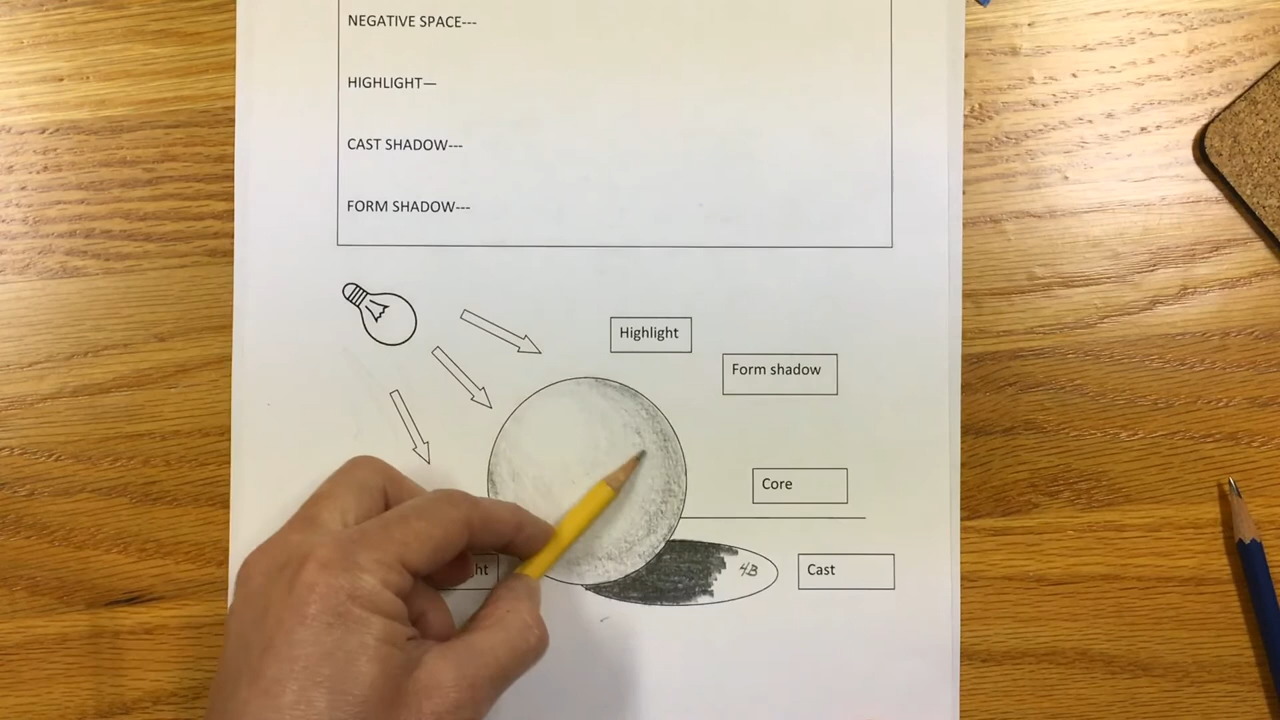 NEGATIVE SPACE---
HIGHLIGHT—
CAST SHADOW---
FORM SHADOW---
Highlight
Form shadow
Core
Cast
4B